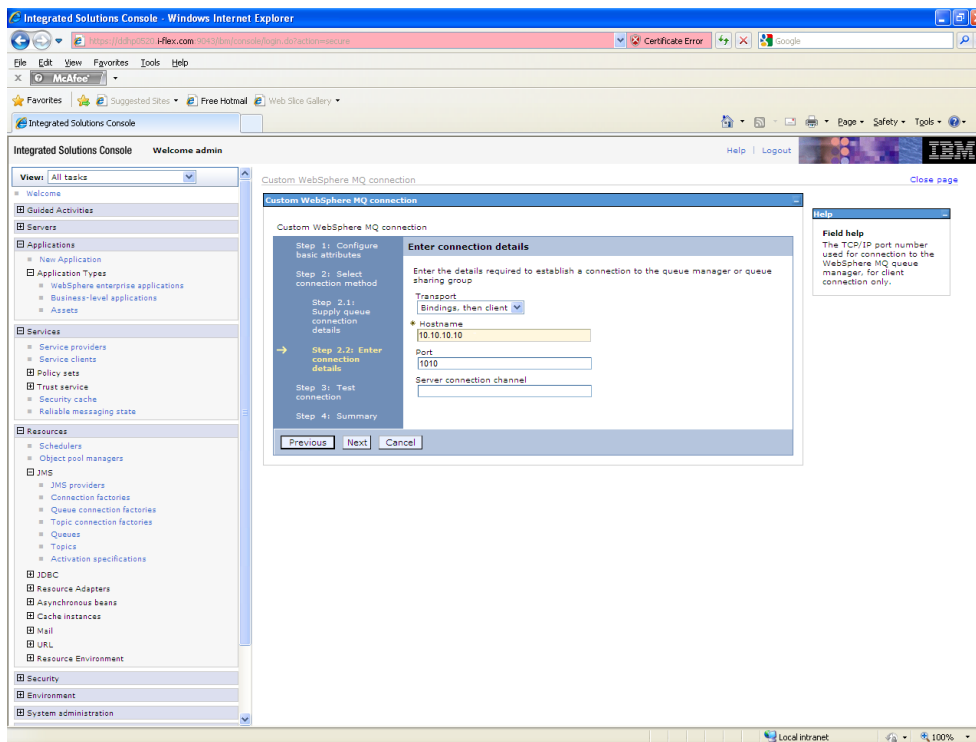 Integrated Solutions Console - Windows Internet Explorer
https://ddhp0520.i-flex.com:9043/ibm/console/login.do?action=secure
Certificate Error
Google
File Edit View Favorites Tools Help
McAfee
Favorites Suggested Sites Free Hotmail Web Slice Gallery
Integrated Solutions Console
Page Safety Tools
Integrated Solutions Console Welcome admin
Help | Logout
IBM
View: All tasks
Welcome
Guided Activities
Servers
Applications
New Application
Application Types
WebSphere enterprise applications
Business-level applications
Assets
Services
Service providers
Service clients
Policy sets
Trust service
Security cache
Reliable messaging state
Resources
Schedulers
Object pool managers
JMS
JMS providers
Connection factories
Queue connection factories
Topic connection factories
Queues
Topics
Activation specifications
JDBC
Resource Adapters
Asynchronous beans
Cache instances
Mail
URL
Resource Environment
Security
Environment
System administration
Custom WebSphere MQ connection
Close page
Custom WebSphere MQ connection
Custom WebSphere MQ connection
Step 1: Configure
basic attributes
Step 2: Select
connection method
Step 2.1:
Supply queue
connection
details
Step 2.2: Enter
connection
details
Step 3: Test
connection
Step 4: Summary
Enter connection details
Enter the details required to establish a connection to the queue manager or queue
sharing group
Transport
Bindings, then client
* Hostname
10.10.10.10
Port
1010
Server connection channel
Previous Next Cancel
Help
Field help
The TCP/IP port number
used for connection to the
WebSphere MQ queue
manager, for client
connection only.
Local intranet
100%